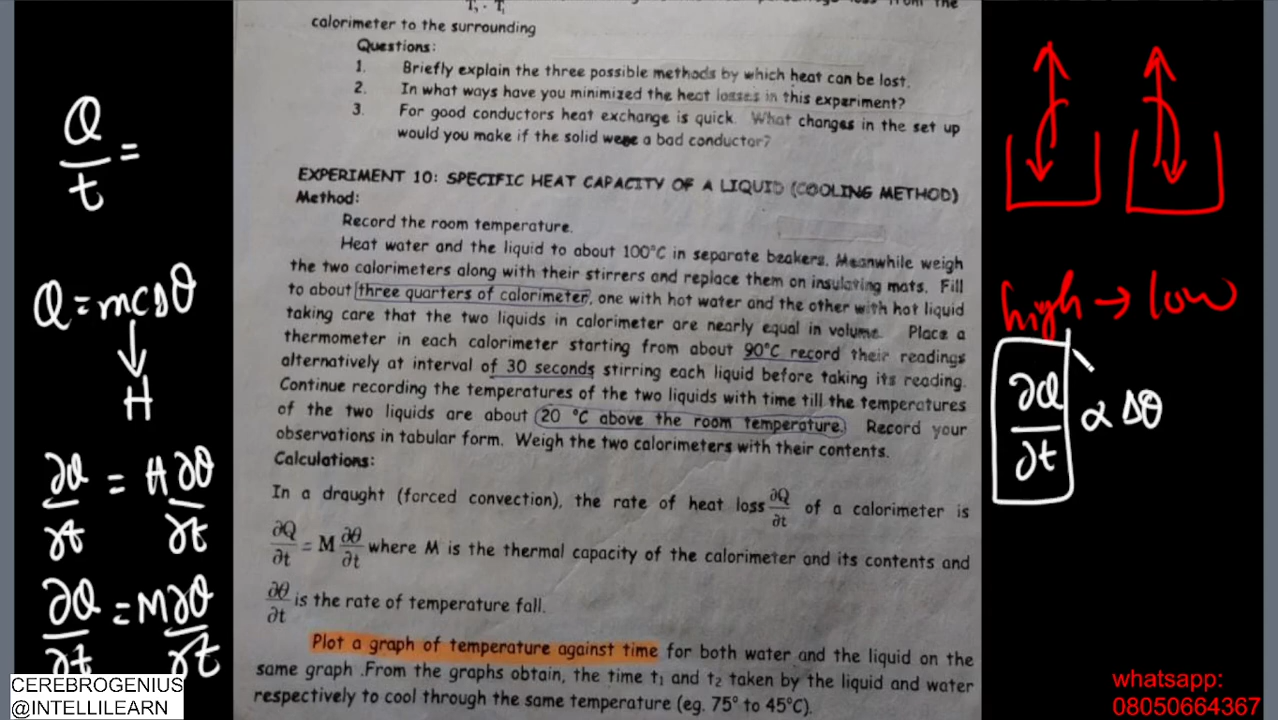 T₂ - T₁
calorimeter to the surrounding
Questions:
1. Briefly explain the three possible methods by which heat can be lost.
2. In what ways have you minimized the heat losses in this experiment?
3. For good conductors heat exchange is quick. What changes in the set up
would you make if the solid were a bad conductor?
EXPERIMENT 10: SPECIFIC HEAT CAPACITY OF A LIQUID (COOLING METHOD)
Method:
Record the room temperature.
Heat water and the liquid to about 100°C in separate beakers. Meanwhile weigh
the two calorimeters along with their stirrers and replace them on insulating mats. Fill
to about three quarters of calorimeter, one with hot water and the other with hot liquid
taking care that the two liquids in calorimeter are nearly equal in volume. Place a
thermometer in each calorimeter starting from about 90°C record their readings
alternatively at interval of 30 seconds stirring each liquid before taking its reading.
Continue recording the temperatures of the two liquids with time till the temperatures
of the two liquids are about 20 °C above the room temperature. Record your
observations in tabular form. Weigh the two calorimeters with their contents.
Calculations:
In a draught (forced convection), the rate of heat loss ∂Q/∂t of a calorimeter is
∂Q/∂t = M ∂θ/∂t where M is the thermal capacity of the calorimeter and its contents and
∂θ/∂t is the rate of temperature fall.
Plot a graph of temperature against time for both water and the liquid on the
same graph .From the graphs obtain, the time t₁ and t₂ taken by the liquid and water
respectively to cool through the same temperature (eg. 75° to 45°C).
Q/t =
Q = mcΔθ
H
∂Q/∂t = H ∂θ/∂t
∂Q/∂t = M ∂θ/∂t
CEREBROGENIUS
@INTELLILEARN
high → low
∂Q/∂t ∝ Δθ
whatsapp:
08050664367